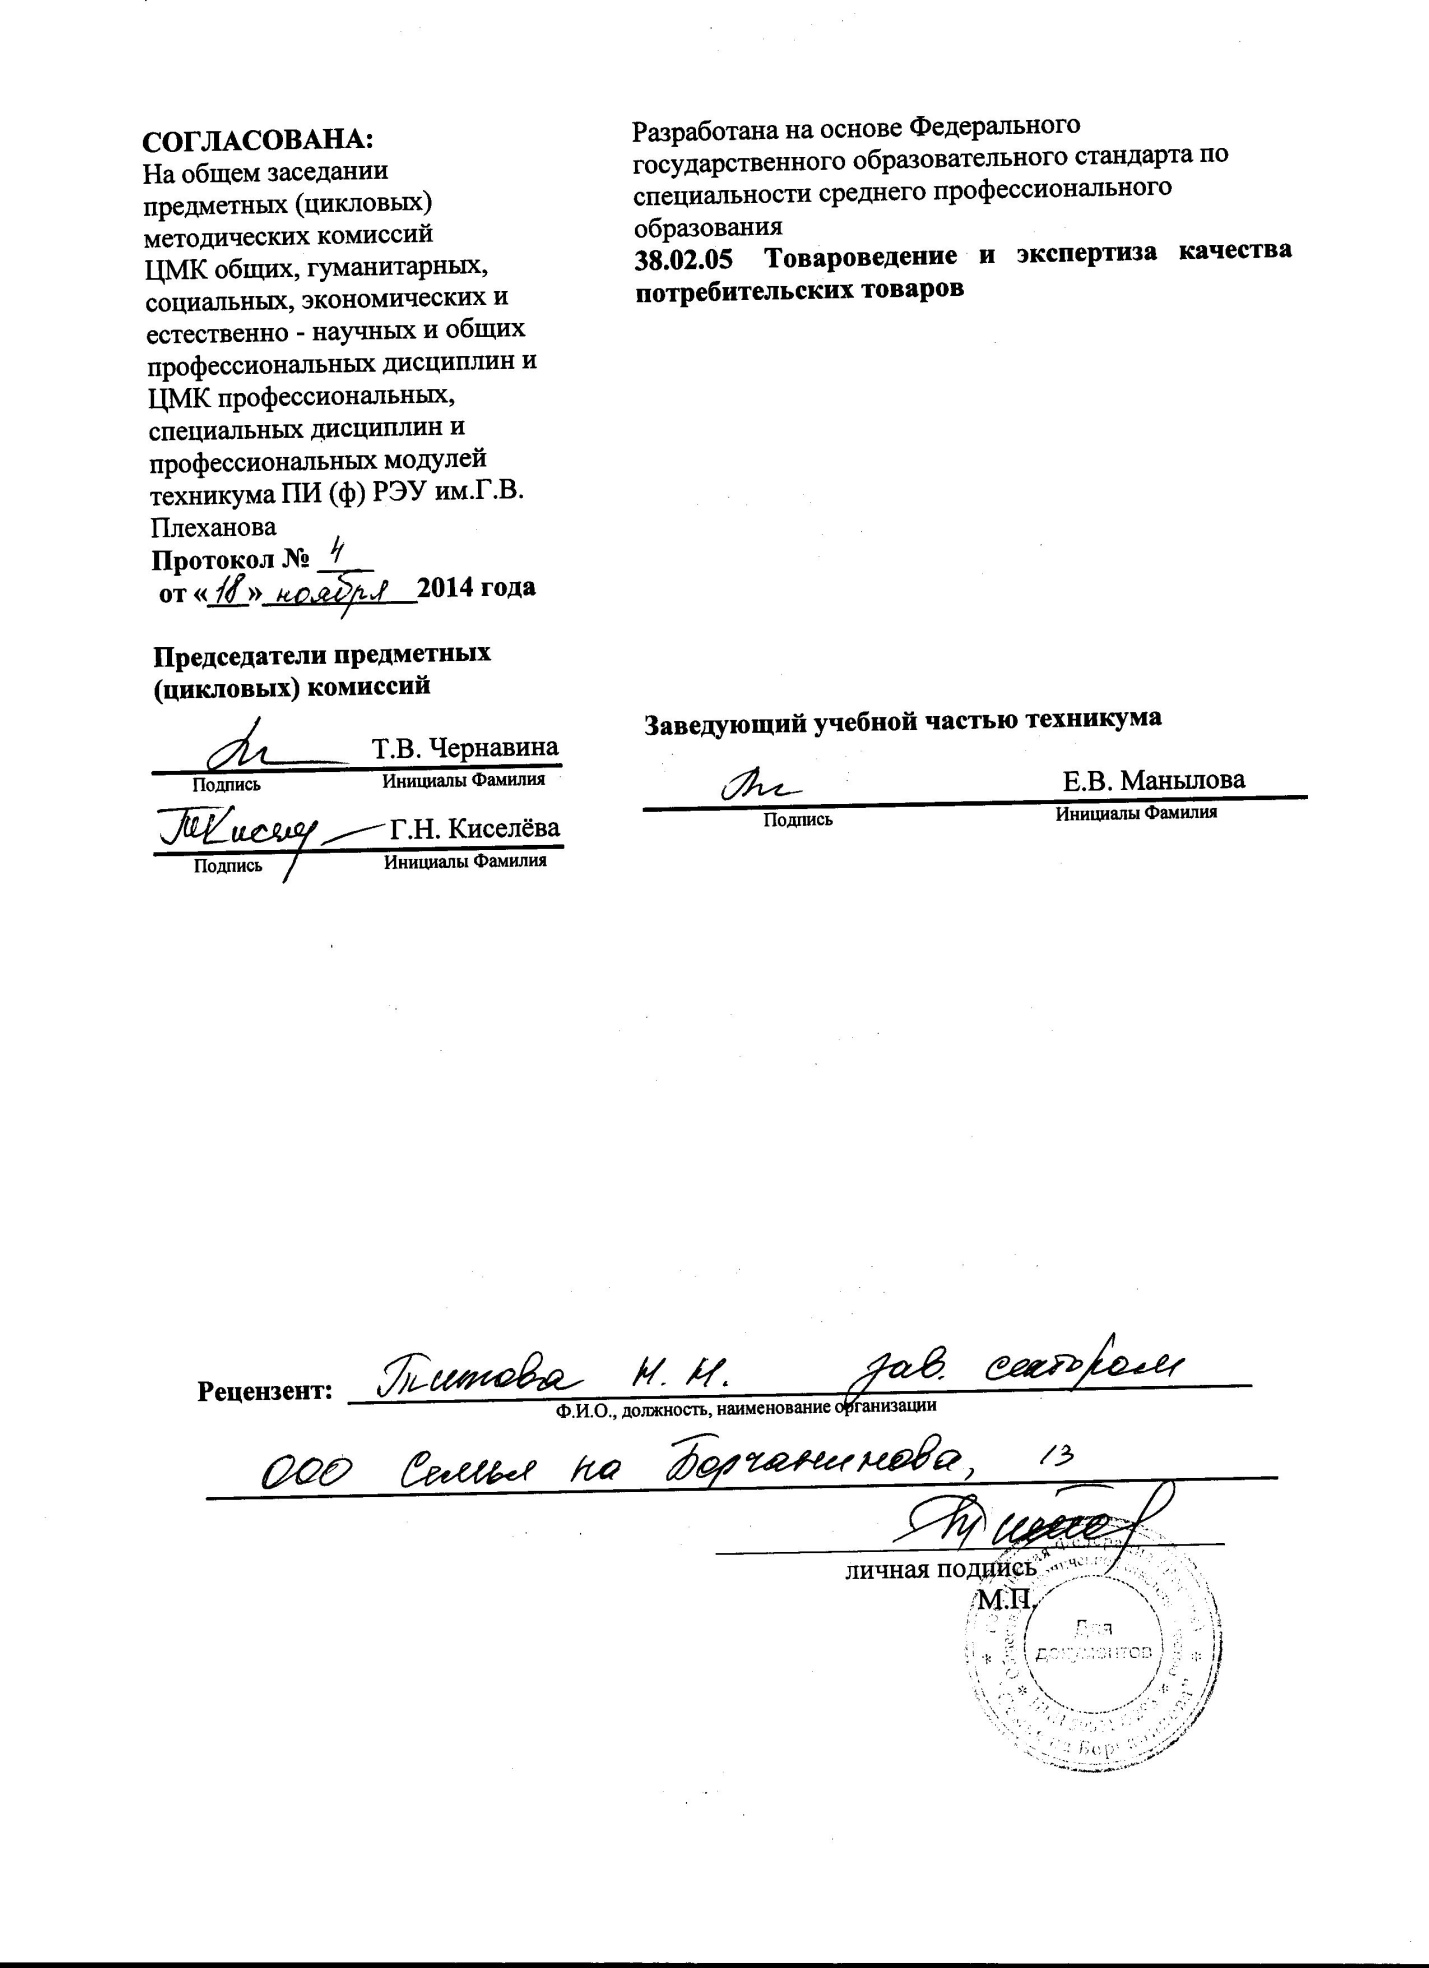 СОГЛАСОВАНА:
На общем заседании
предметных (цикловых)
методических комиссий
ЦМК общих, гуманитарных,
социальных, экономических и
естественно - научных и общих
профессиональных дисциплин и
ЦМК профессиональных,
специальных дисциплин и
профессиональных модулей
техникума ПИ (ф) РЭУ им.Г.В.
Плеханова
Протокол № 4
от «18» ноября 2014 года
Председатели предметных
(цикловых) комиссий
Т.В. Чернавина
Подпись Инициалы Фамилия
Г.Н. Киселёва
Подпись Инициалы Фамилия
Разработана на основе Федерального
государственного образовательного стандарта по
специальности среднего профессионального
образования
38.02.05 Товароведение и экспертиза качества
потребительских товаров
Заведующий учебной частью техникума
Е.В. Манылова
Подпись Инициалы Фамилия
Рецензент: Титова Н.Н. зав. сектором
Ф.И.О., должность, наименование организации
ООО Семья на Борчанинова, 13
личная подпись
М.П.
Для
документов